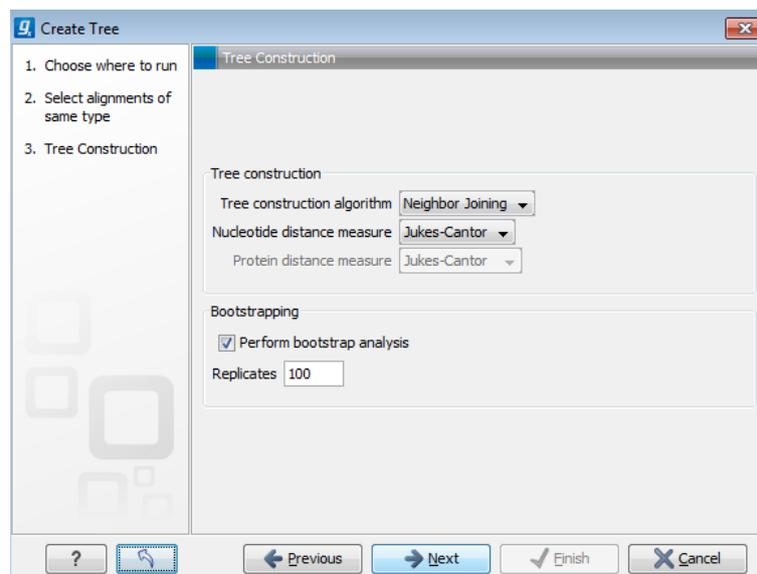 Create Tree
1. Choose where to run
2. Select alignments of
same type
3. Tree Construction
Tree Construction
Tree construction
Tree construction algorithm Neighbor Joining
Nucleotide distance measure Jukes-Cantor
Protein distance measure Jukes-Cantor
Bootstrapping
Perform bootstrap analysis
Replicates 100
? Previous Next Finish Cancel